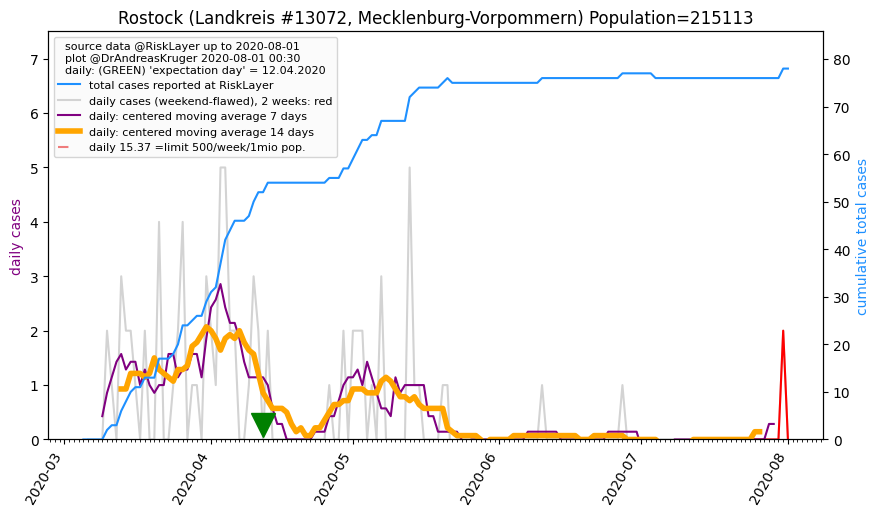 Rostock (Landkreis #13072, Mecklenburg-Vorpommern) Population=215113
source data @RiskLayer up to 2020-08-01
plot @DrAndreasKruger 2020-08-01 00:30
daily: (GREEN) 'expectation day' = 12.04.2020
total cases reported at RiskLayer
daily cases (weekend-flawed), 2 weeks: red
daily: centered moving average 7 days
daily: centered moving average 14 days
daily 15.37 =limit 500/week/1mio pop.
daily cases
7
6
5
4
3
2
1
0
cumulative total cases
80
70
60
50
40
30
20
10
0
2020-03
2020-04
2020-05
2020-06
2020-07
2020-08